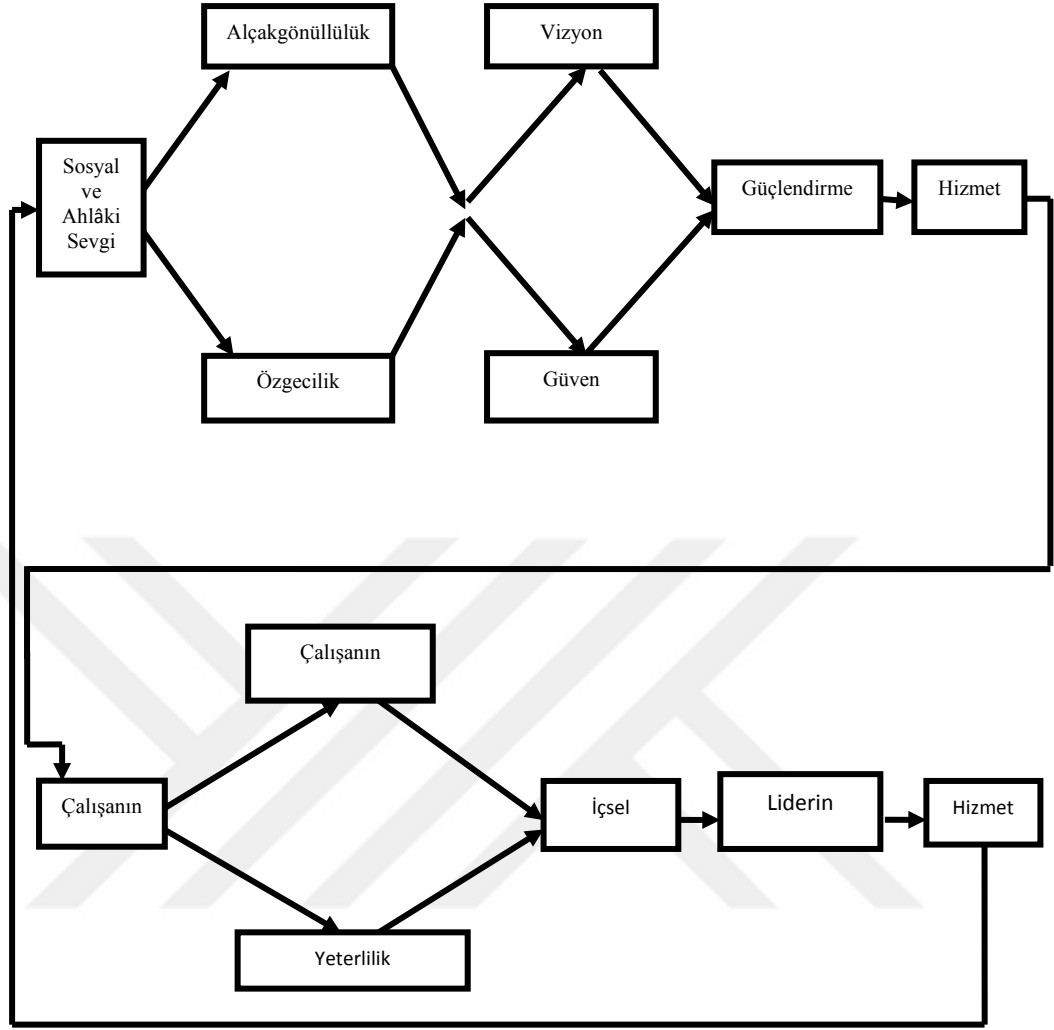 Alçakgönüllülük
Vizyon
Sosyal
ve
Ahlâki
Sevgi
Güçlendirme
Hizmet
Özgecilik
Güven
Çalışanın
Çalışanın
İçsel
Liderin
Hizmet
Yeterlilik